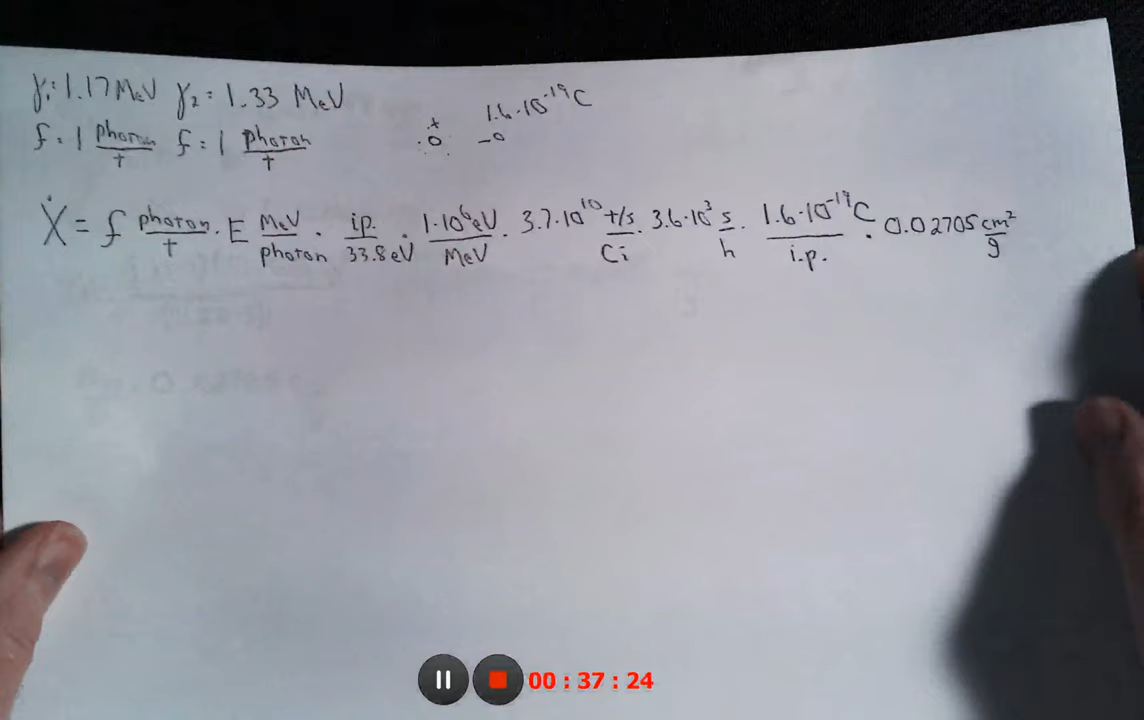 γ₁: 1.17 MeV γ₂ = 1.33 MeV
f = 1 photon/t f = 1 photon/t
+ 1.6·10⁻¹⁹ C
Ẋ = f photon/t · E MeV/photon · i.p./33.8 eV · 1·10⁶ eV/MeV · 3.7·10¹⁰ t/s/Ci · 3.6·10³ s/h · 1.6·10⁻¹⁹ C/i.p. · 0.02705 cm²/g
00 : 37 : 24